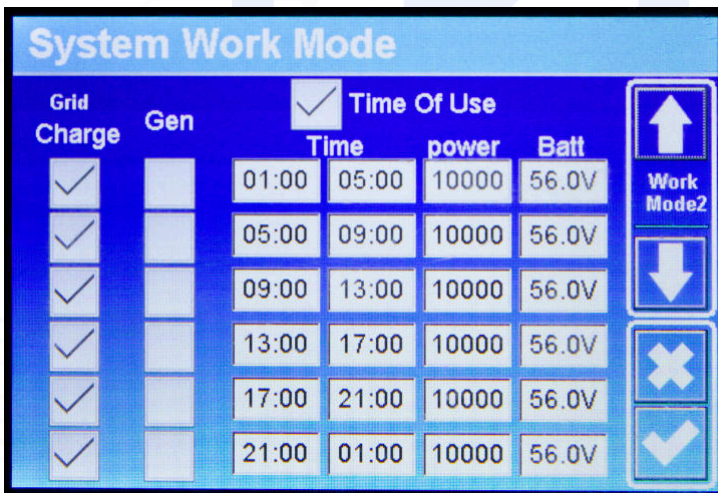 System Work Mode
Grid
Charge
Gen
Time Of Use
Time power Batt
01:00 05:00 10000 56.0V
05:00 09:00 10000 56.0V
09:00 13:00 10000 56.0V
13:00 17:00 10000 56.0V
17:00 21:00 10000 56.0V
21:00 01:00 10000 56.0V
Work
Mode2